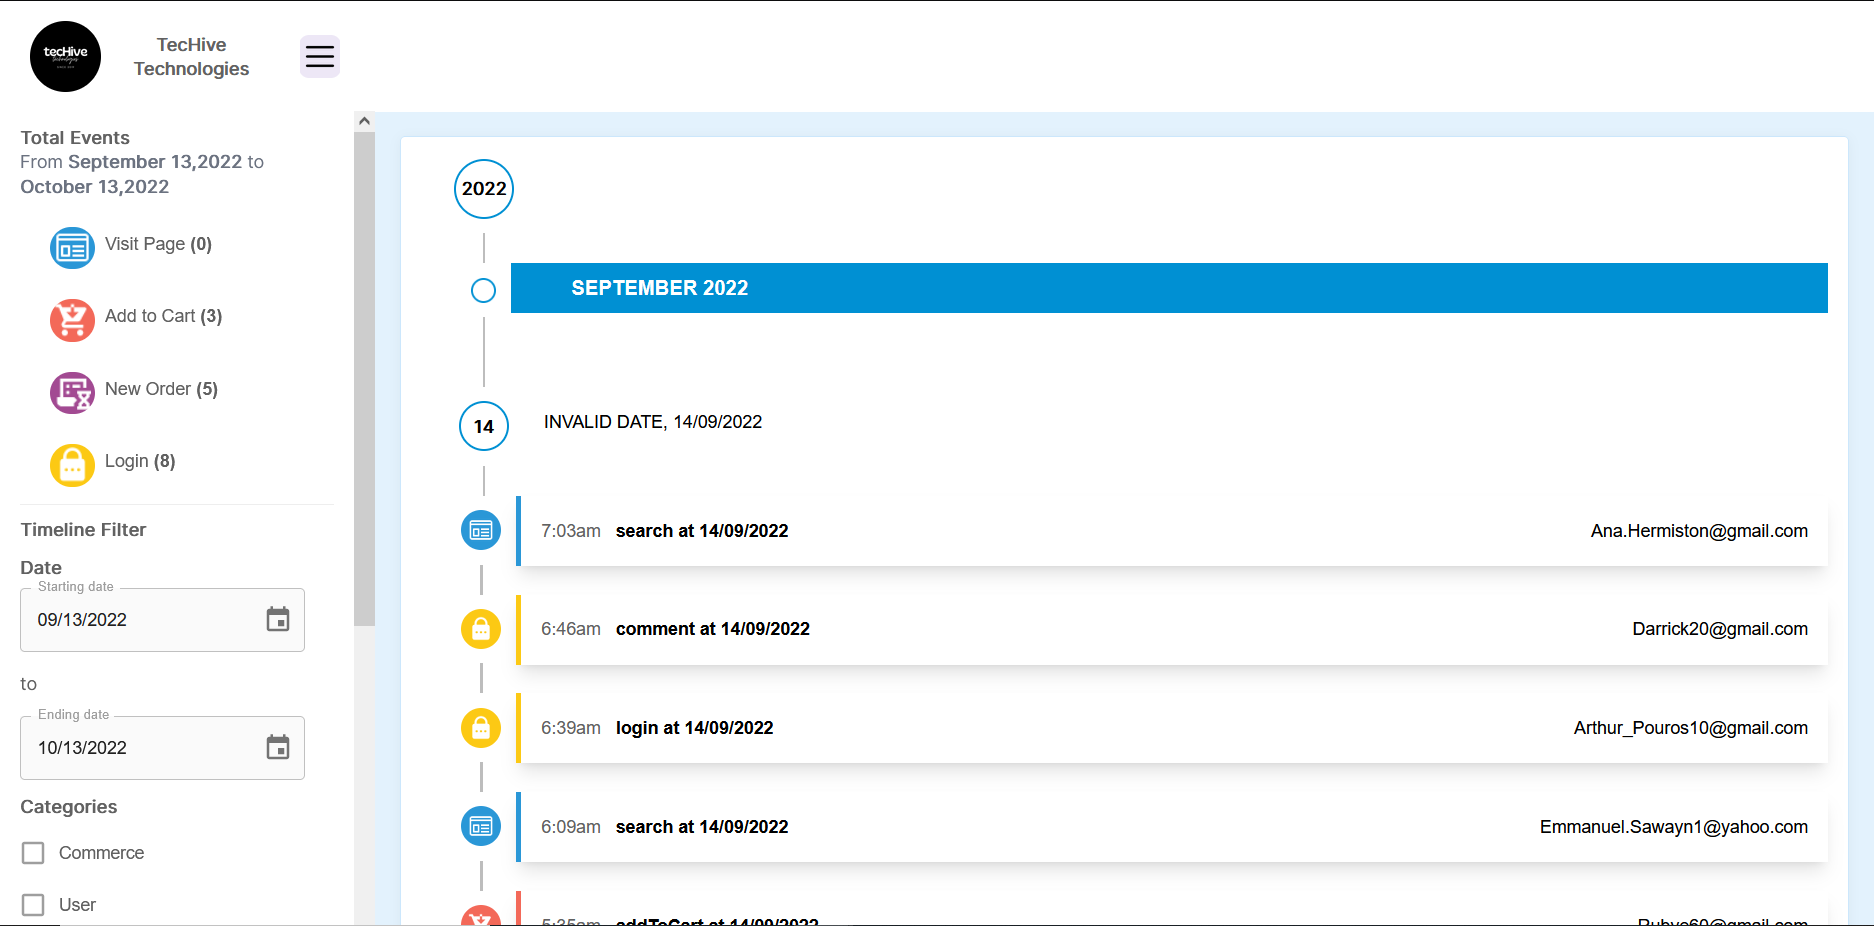 tecHive
TecHive
Technologies
Total Events
From September 13,2022 to
October 13,2022
Visit Page (0)
Add to Cart (3)
New Order (5)
Login (8)
Timeline Filter
Date
Starting date
09/13/2022
to
Ending date
10/13/2022
Categories
Commerce
User
2022
SEPTEMBER 2022
14 INVALID DATE, 14/09/2022
7:03am search at 14/09/2022 Ana.Hermiston@gmail.com
6:46am comment at 14/09/2022 Darrick20@gmail.com
6:39am login at 14/09/2022 Arthur_Pouros10@gmail.com
6:09am search at 14/09/2022 Emmanuel.Sawayn1@yahoo.com
5:35am addToCart at 14/09/2022